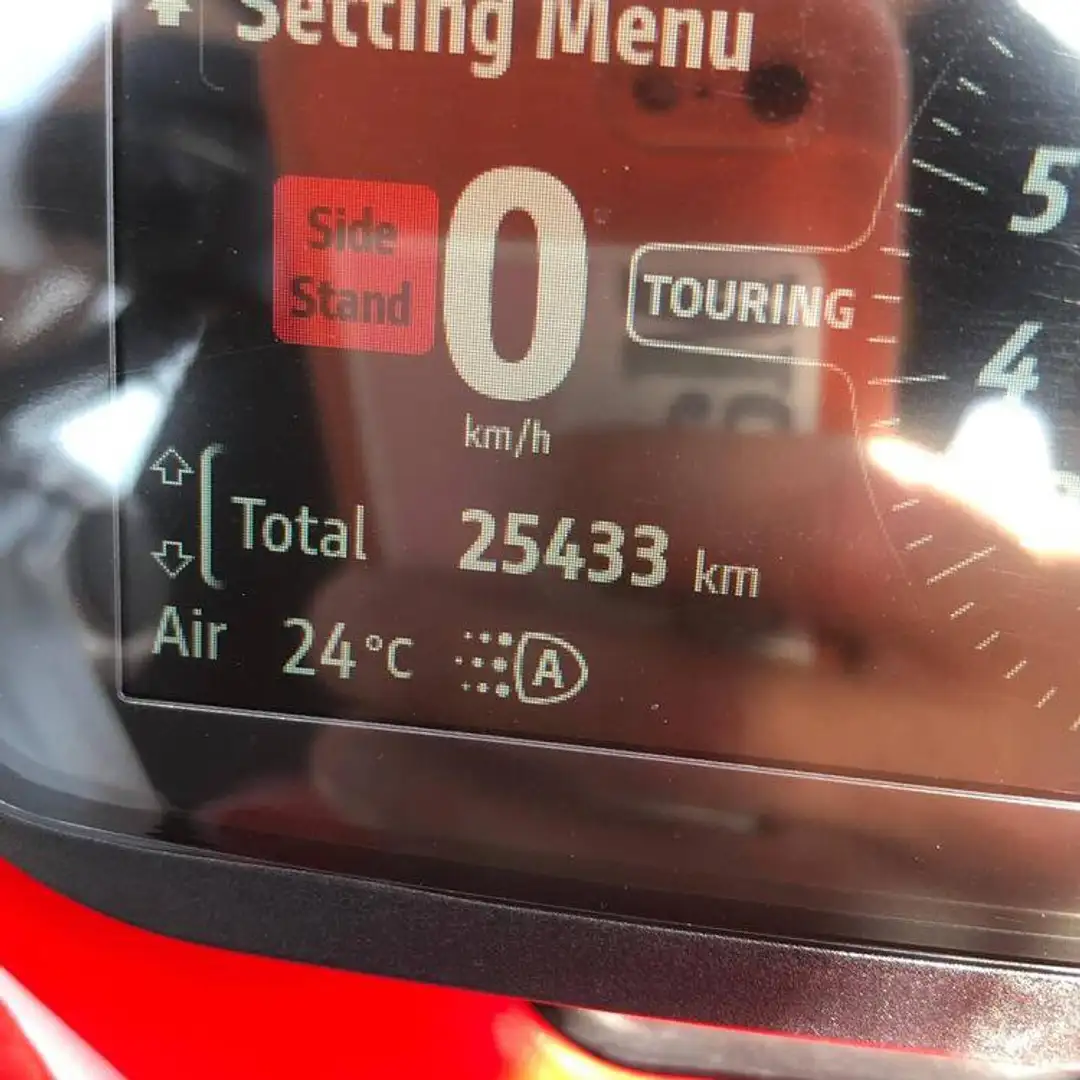 Setting Menu
Side
Stand
0
km/h
TOURING
5
4
Total 25433 km
Air 24°C A